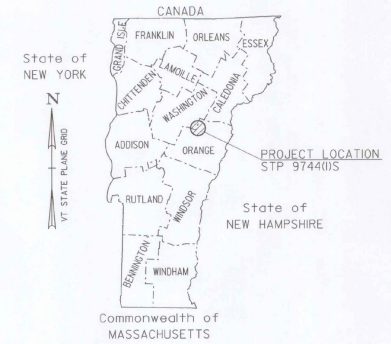 CANADA
State of
NEW YORK
GRAND ISLE
FRANKLIN
ORLEANS
ESSEX
LAMOILLE
CHITTENDEN
CALEDONIA
WASHINGTON
N
VT STATE PLANE GRID
ADDISON
ORANGE
PROJECT LOCATION
STP 9744(1)S
RUTLAND
WINDSOR
State of
NEW HAMPSHIRE
BENNINGTON
WINDHAM
Commonwealth of
MASSACHUSETTS